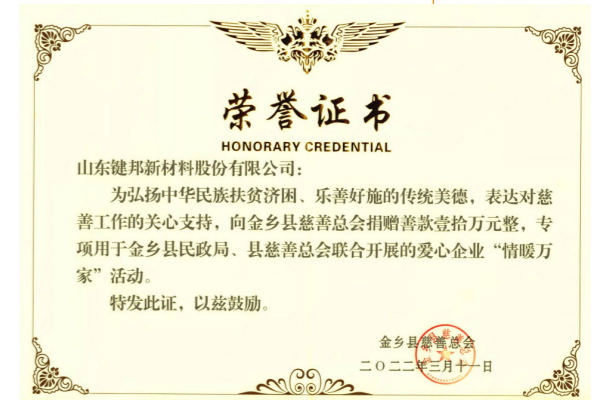 荣誉证书
HONORARY CREDENTIAL
山东键邦新材料股份有限公司：
为弘扬中华民族扶贫济困、乐善好施的传统美德，表达对慈
善工作的关心支持，向金乡县慈善总会捐赠善款壹拾万元整，专
项用于金乡县民政局、县慈善总会联合开展的爱心企业“情暖万
家”活动。
特发此证，以兹鼓励。
金乡县慈善总会
二〇二二年三月十一日